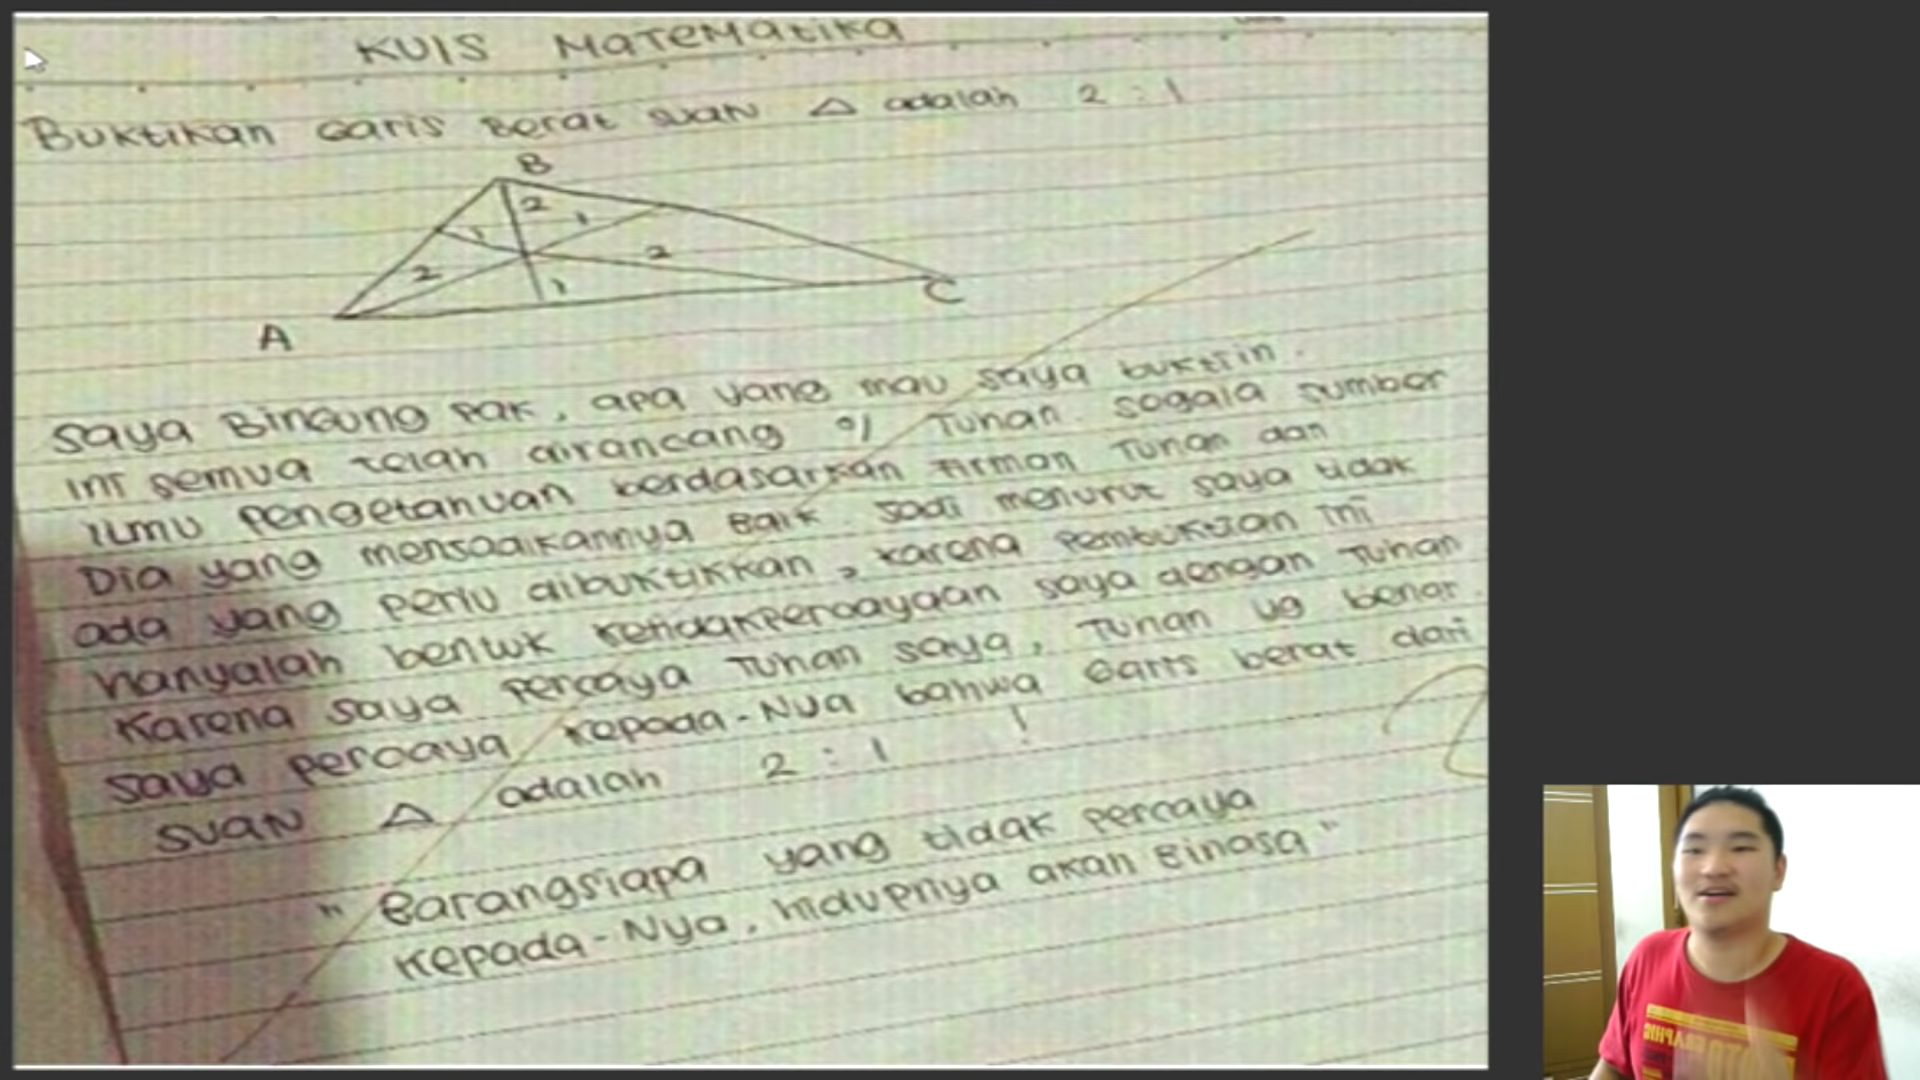 KUIS MATEMATIKA
Buktikan Garis Berat suatu △ adalah 2 : 1
B
2
1
1
2
2
1
A
C
Saya Bingung pak, apa yang mau saya buktiin.
Ini semua telah dirancang o/ Tuhan. Segala sumber
ilmu pengetahuan berdasarkan Firman Tuhan dan
Dia yang menjadikannya Baik. Jadi menurut saya tidak
ada yang perlu dibuktikkan, karena pembuktian ini
hanyalah bentuk ketidakpercayaan saya dengan Tuhan
Karena saya percaya Tuhan saya, Tuhan yg benar.
saya percaya kepada-Nya bahwa Garis berat dari
suatu △ adalah 2 : 1 !
" Barangsiapa yang tidak percaya
kepada-Nya, hidupnya akan Binasa "